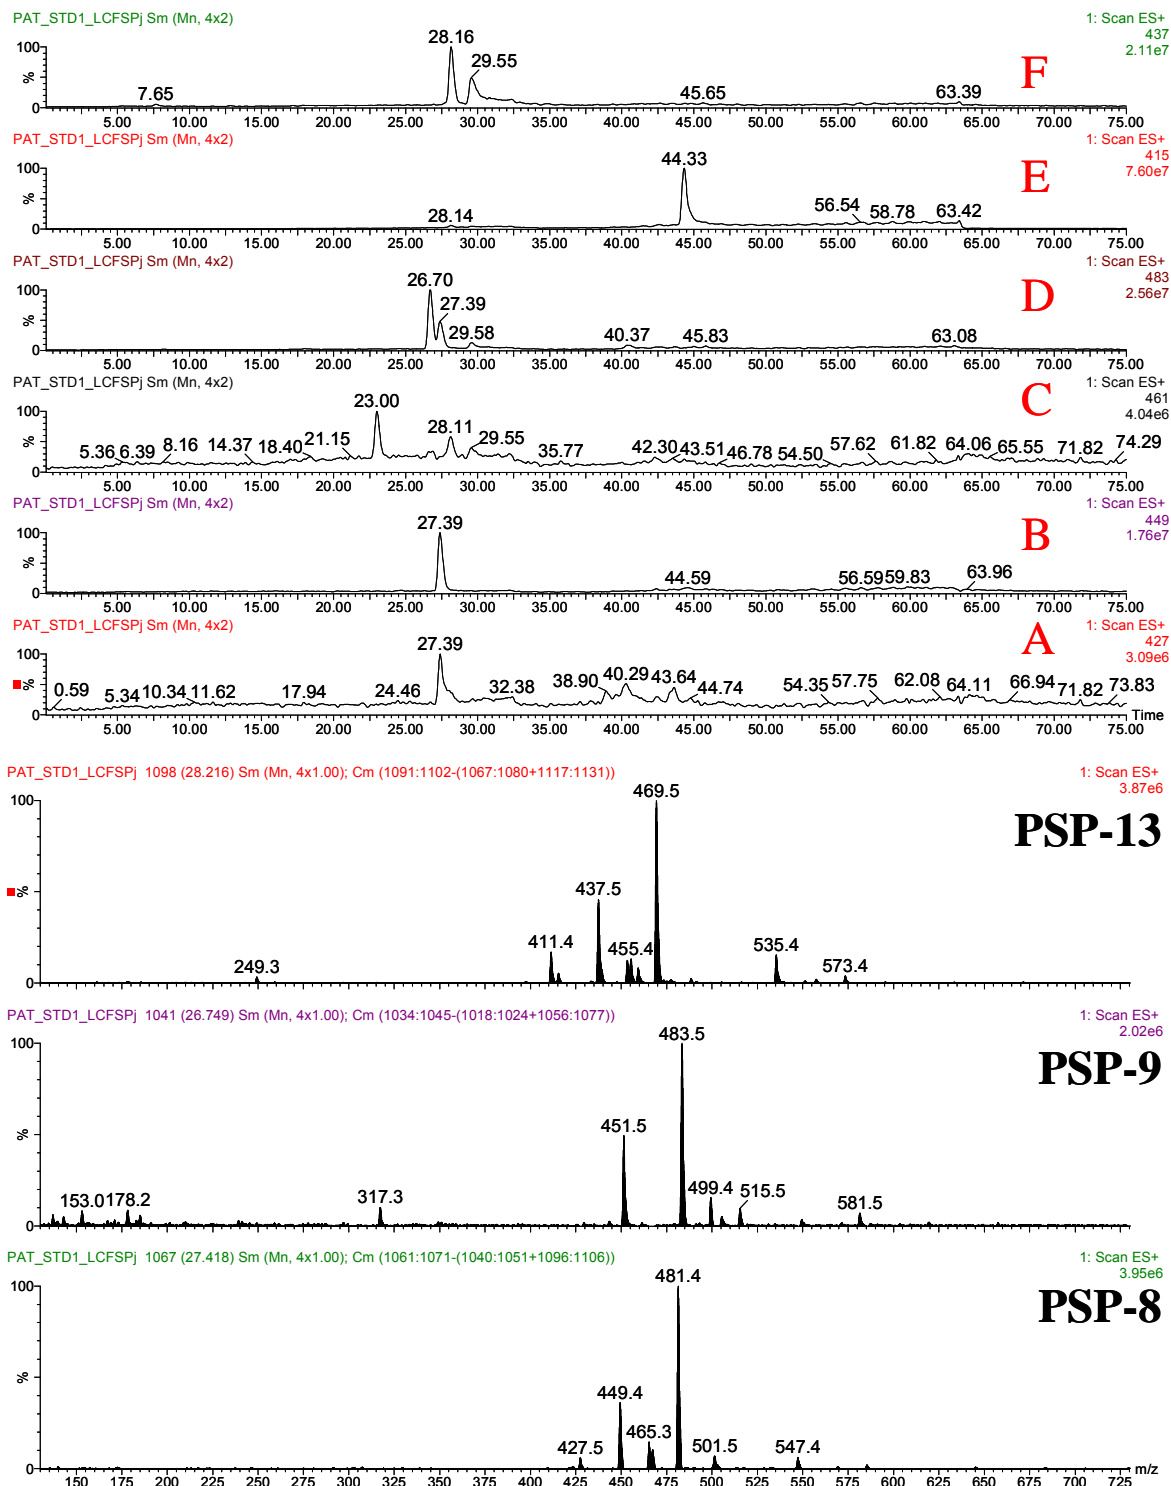 PAT_STD1_LCFSPj Sm (Mn, 4x2) 1: Scan ES+
437
2.11e7
F
100
%
0
7.65 28.16 29.55 45.65 63.39
5.00 10.00 15.00 20.00 25.00 30.00 35.00 40.00 45.00 50.00 55.00 60.00 65.00 70.00 75.00
PAT_STD1_LCFSPj Sm (Mn, 4x2) 1: Scan ES+
415
7.60e7
E
100
%
0
28.14 44.33 56.54 58.78 63.42
5.00 10.00 15.00 20.00 25.00 30.00 35.00 40.00 45.00 50.00 55.00 60.00 65.00 70.00 75.00
PAT_STD1_LCFSPj Sm (Mn, 4x2) 1: Scan ES+
483
2.56e7
D
100
%
0
26.70 27.39 29.58 40.37 45.83 63.08
5.00 10.00 15.00 20.00 25.00 30.00 35.00 40.00 45.00 50.00 55.00 60.00 65.00 70.00 75.00
PAT_STD1_LCFSPj Sm (Mn, 4x2) 1: Scan ES+
461
4.04e6
C
100
%
0
5.36 6.39 8.16 14.37 18.40 21.15 23.00 28.11 29.55 35.77 42.30 43.51 46.78 54.50 57.62 61.82 64.06 65.55 71.82 74.29
5.00 10.00 15.00 20.00 25.00 30.00 35.00 40.00 45.00 50.00 55.00 60.00 65.00 70.00 75.00
PAT_STD1_LCFSPj Sm (Mn, 4x2) 1: Scan ES+
449
1.76e7
B
100
%
0
27.39 44.59 56.59 59.83 63.96
5.00 10.00 15.00 20.00 25.00 30.00 35.00 40.00 45.00 50.00 55.00 60.00 65.00 70.00 75.00
PAT_STD1_LCFSPj Sm (Mn, 4x2) 1: Scan ES+
427
3.09e6
A
100
%
0
0.59 5.34 10.34 11.62 17.94 24.46 27.39 32.38 38.90 40.29 43.64 44.74 54.35 57.75 62.08 64.11 66.94 71.82 73.83
Time
5.00 10.00 15.00 20.00 25.00 30.00 35.00 40.00 45.00 50.00 55.00 60.00 65.00 70.00 75.00
PAT_STD1_LCFSPj 1098 (28.216) Sm (Mn, 4x1.00); Cm (1091:1102-(1067:1080+1117:1131)) 1: Scan ES+
3.87e6
PSP-13
100
%
0
249.3 411.4 437.5 455.4 469.5 535.4 573.4
PAT_STD1_LCFSPj 1041 (26.749) Sm (Mn, 4x1.00); Cm (1034:1045-(1018:1024+1056:1077)) 1: Scan ES+
2.02e6
PSP-9
100
%
0
153.0 178.2 317.3 451.5 483.5 499.4 515.5 581.5
PAT_STD1_LCFSPj 1067 (27.418) Sm (Mn, 4x1.00); Cm (1061:1071-(1040:1051+1096:1106)) 1: Scan ES+
3.95e6
PSP-8
100
%
0
427.5 449.4 465.3 481.4 501.5 547.4
m/z
150 175 200 225 250 275 300 325 350 375 400 425 450 475 500 525 550 575 600 625 650 675 700 725